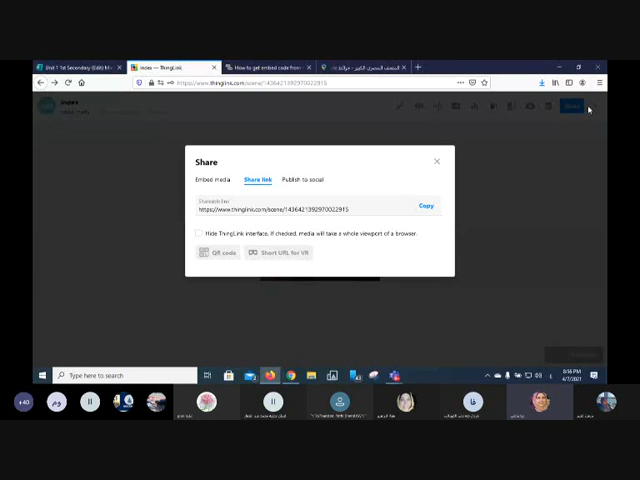 Unit 1 1st Secondary (Edit) M
index — ThingLink
How to get embed code from
المتحف المصري الكبير - خرائط
https://www.thinglink.com/scene/1436421392970022915
index
Share
Share
Embed media
Share link
Publish to social
Shareable link
https://www.thinglink.com/scene/1436421392970022915
Copy
Hide ThingLink interface. If checked, media will take a whole viewport of a browser.
QR code
Short URL for VR
Type here to search
8:56 PM
4/7/2021
+40
وم
فا